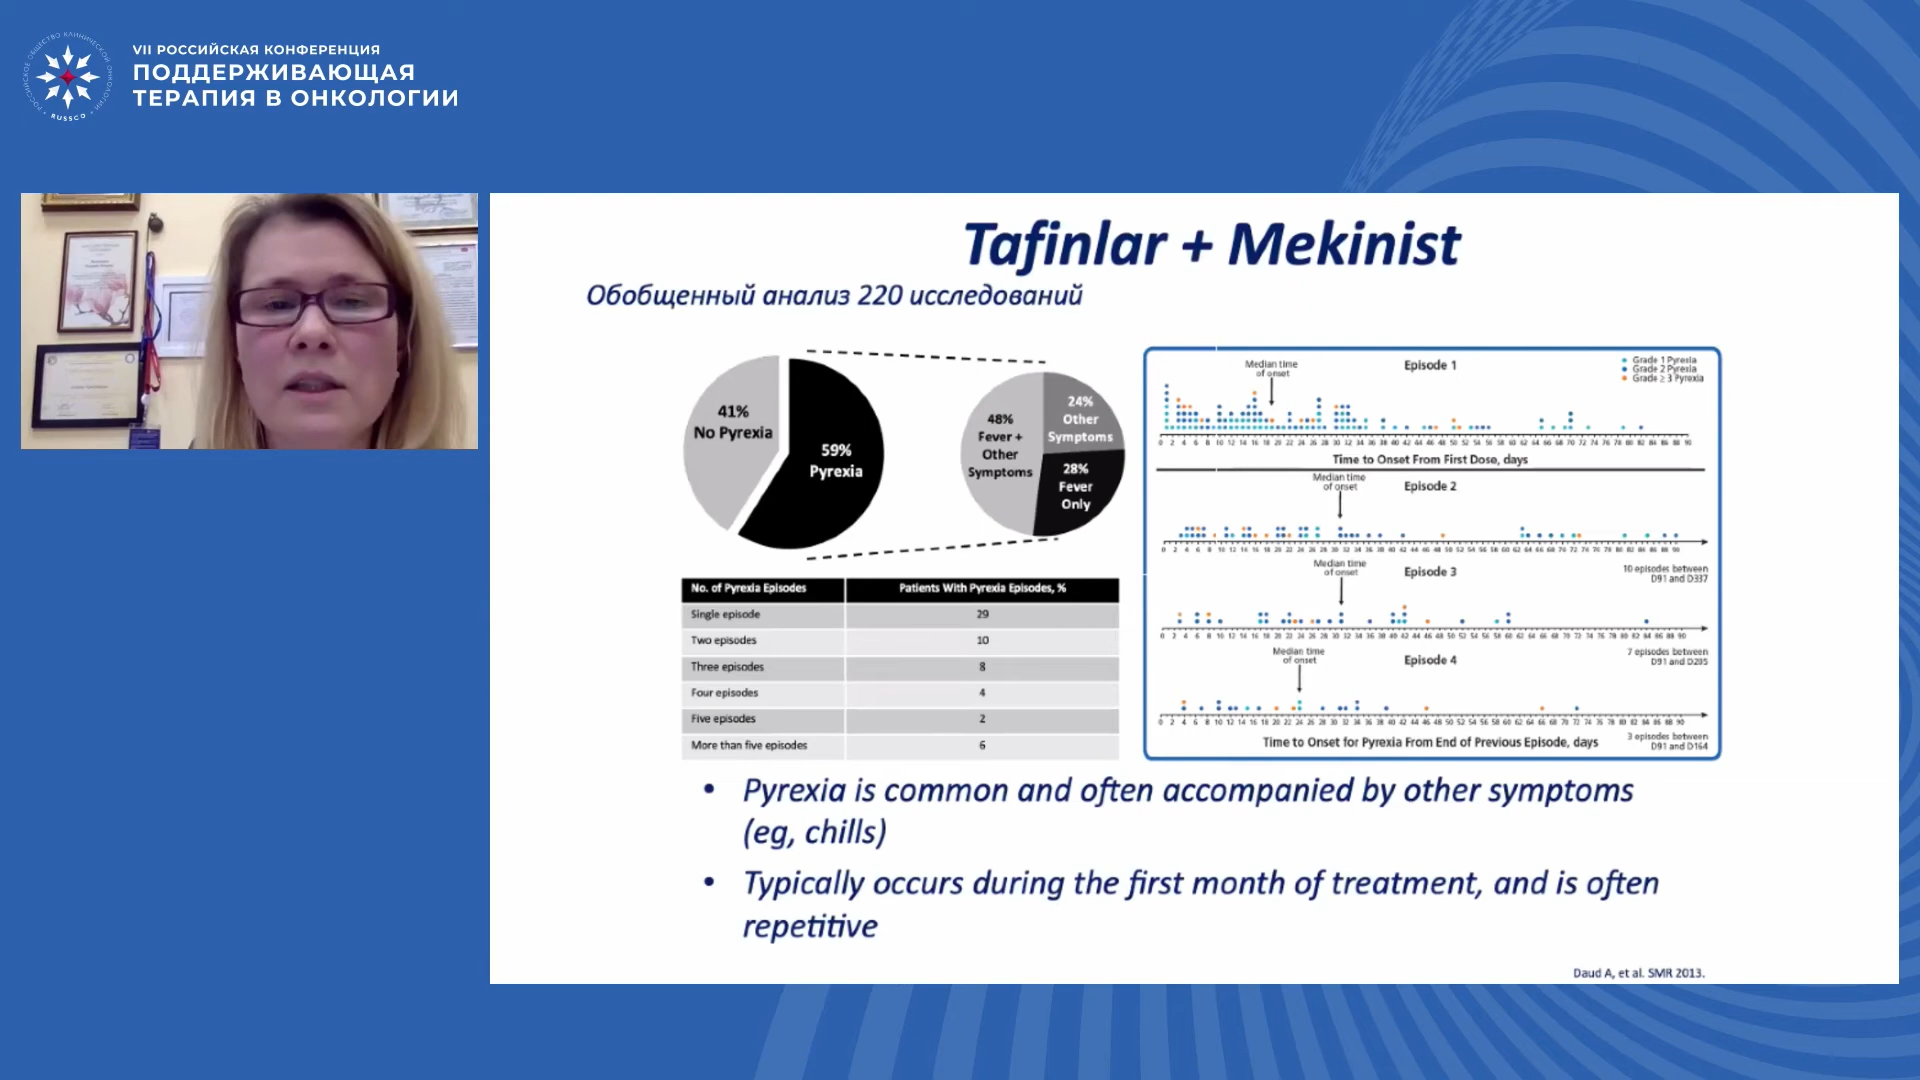 VII РОССИЙСКАЯ КОНФЕРЕНЦИЯ
ПОДДЕРЖИВАЮЩАЯ
ТЕРАПИЯ В ОНКОЛОГИИ
РОССИЙСКОЕ ОБЩЕСТВО КЛИНИЧЕСКОЙ ОНКОЛОГИИ
RUSSCO
Tafinlar + Mekinist
Обобщенный анализ 220 исследований
41%
No Pyrexia
59%
Pyrexia
48%
Fever +
Other
Symptoms
24%
Other
Symptoms
28%
Fever
Only
No. of Pyrexia Episodes Patients With Pyrexia Episodes, %
Single episode 29
Two episodes 10
Three episodes 8
Four episodes 4
Five episodes 2
More than five episodes 6
Median time
of onset
Episode 1
Grade 1 Pyrexia
Grade 2 Pyrexia
Grade ≥ 3 Pyrexia
Time to Onset From First Dose, days
Median time
of onset
Episode 2
10 episodes between
D91 and D337
Median time
of onset
Episode 3
7 episodes between
D91 and D285
Median time
of onset
Episode 4
3 episodes between
D91 and D164
Time to Onset for Pyrexia From End of Previous Episode, days
• Pyrexia is common and often accompanied by other symptoms
(eg, chills)
• Typically occurs during the first month of treatment, and is often
repetitive
Daud A, et al. SMR 2013.